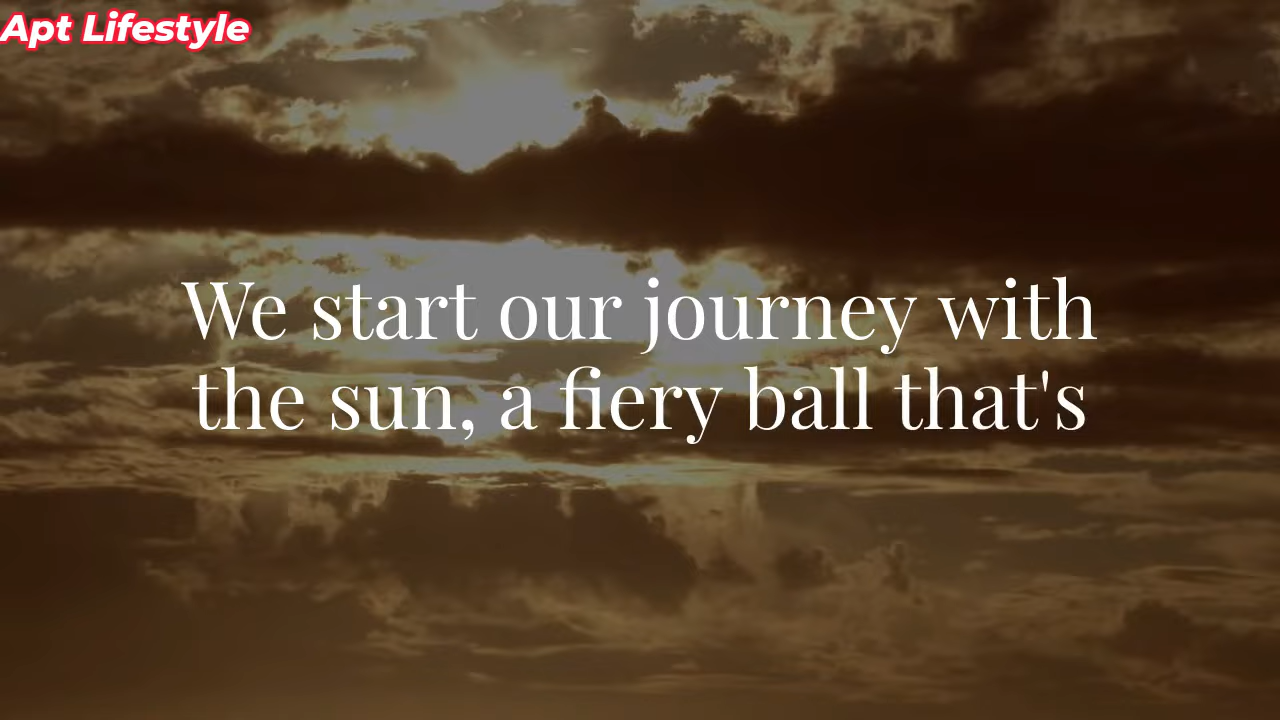 Apt Lifestyle
We start our journey with
the sun, a fiery ball that's